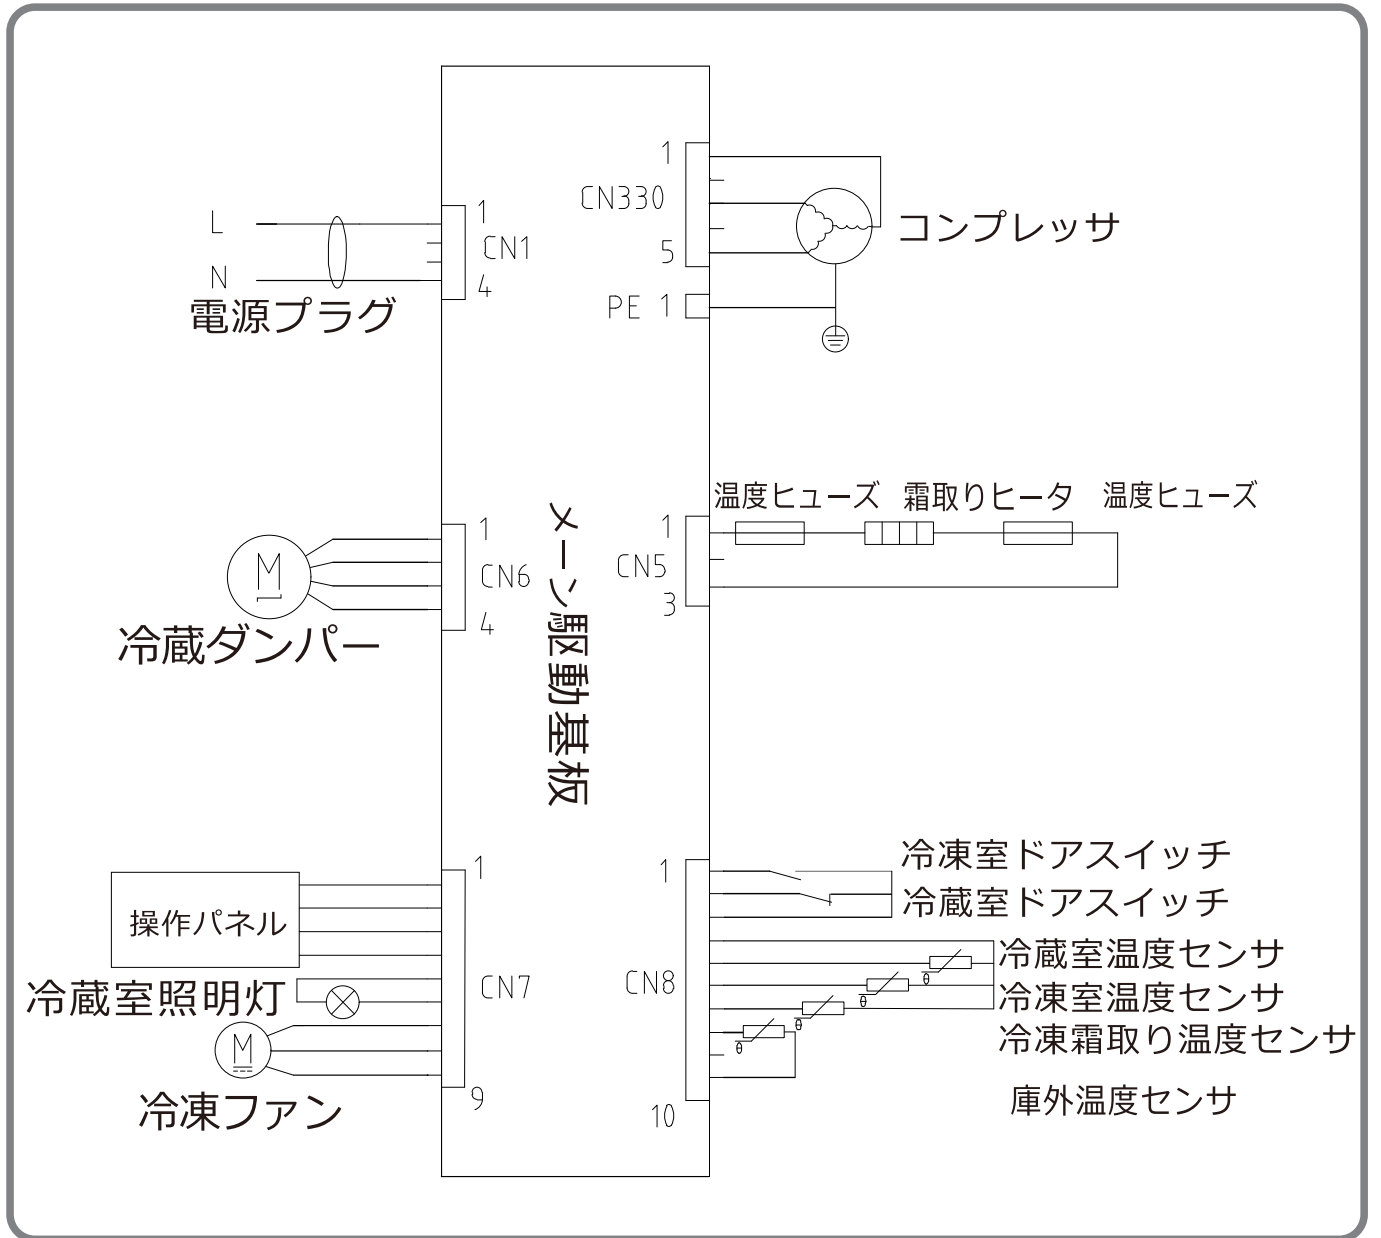 L
N
電源プラグ
1
CN1
4
1
CN330
5
PE 1
コンプレッサ
M
1
冷蔵ダンパー
1
CN6
4
メーン駆動基板
1
CN5
3
温度ヒューズ
霜取りヒータ
温度ヒューズ
操作パネル
冷蔵室照明灯
M
冷凍ファン
1
CN7
9
1
CN8
10
冷凍室ドアスイッチ
冷蔵室ドアスイッチ
θ
冷蔵室温度センサ
θ
冷凍室温度センサ
θ
冷凍霜取り温度センサ
θ
庫外温度センサ